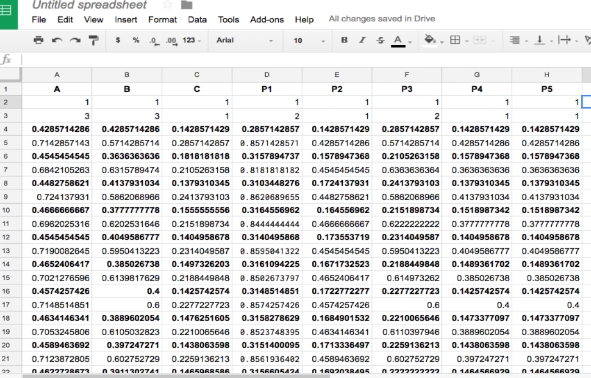 Untitled spreadsheet
File Edit View Insert Format Data Tools Add-ons Help All changes saved in Drive
$ % .0 .00 123 Arial 10 B I S A
fx
A B C D E F G H
1 A B C P1 P2 P3 P4 P5
2 1 1 1 1 1 1 1 1
3 3 3 1 2 1 2 1 1
4 0.4285714286 0.4285714286 0.1428571429 0.2857142857 0.1428571429 0.2857142857 0.1428571429 0.1428571429
5 0.7142857143 0.5714285714 0.2857142857 0.8571428571 0.4285714286 0.5714285714 0.4285714286 0.4285714286
6 0.4545454545 0.3636363636 0.1818181818 0.3157894737 0.1578947368 0.2105263158 0.1578947368 0.1578947368
7 0.6842105263 0.6315789474 0.2105263158 0.8181818182 0.4545454545 0.6363636364 0.3636363636 0.3636363636
8 0.4482758621 0.4137931034 0.1379310345 0.3103448276 0.1724137931 0.2413793103 0.1379310345 0.1379310345
9 0.724137931 0.5862068966 0.2413793103 0.8620689655 0.4482758621 0.5862068966 0.4137931034 0.4137931034
10 0.4666666667 0.3777777778 0.1555555556 0.3164556962 0.164556962 0.2151898734 0.1518987342 0.1518987342
11 0.6962025316 0.6202531646 0.2151898734 0.8444444444 0.4666666667 0.6222222222 0.3777777778 0.3777777778
12 0.4545454545 0.4049586777 0.1404958678 0.3140495868 0.173553719 0.2314049587 0.1404958678 0.1404958678
13 0.7190082645 0.5950413223 0.2314049587 0.8595041322 0.4545454545 0.5950413223 0.4049586777 0.4049586777
14 0.4652406417 0.385026738 0.1497326203 0.3161094225 0.1671732523 0.2188449848 0.1489361702 0.1489361702
15 0.7021276596 0.6139817629 0.2188449848 0.8502673797 0.4652406417 0.614973262 0.385026738 0.385026738
16 0.4574257426 0.4 0.1425742574 0.3148514851 0.1722772277 0.2277227723 0.1425742574 0.1425742574
17 0.7148514851 0.6 0.2277227723 0.8574257426 0.4574257426 0.6 0.4 0.4
18 0.4634146341 0.3889602054 0.1476251605 0.3158278629 0.1684901532 0.2210065646 0.1473377097 0.1473377097
19 0.7053245806 0.6105032823 0.2210065646 0.8523748395 0.4634146341 0.6110397946 0.3889602054 0.3889602054
20 0.4589463692 0.397247271 0.1438063598 0.3151400095 0.1713336497 0.2259136213 0.1438063598 0.1438063598
21 0.7123872805 0.602752729 0.2259136213 0.8561936402 0.4589463692 0.602752729 0.397247271 0.397247271